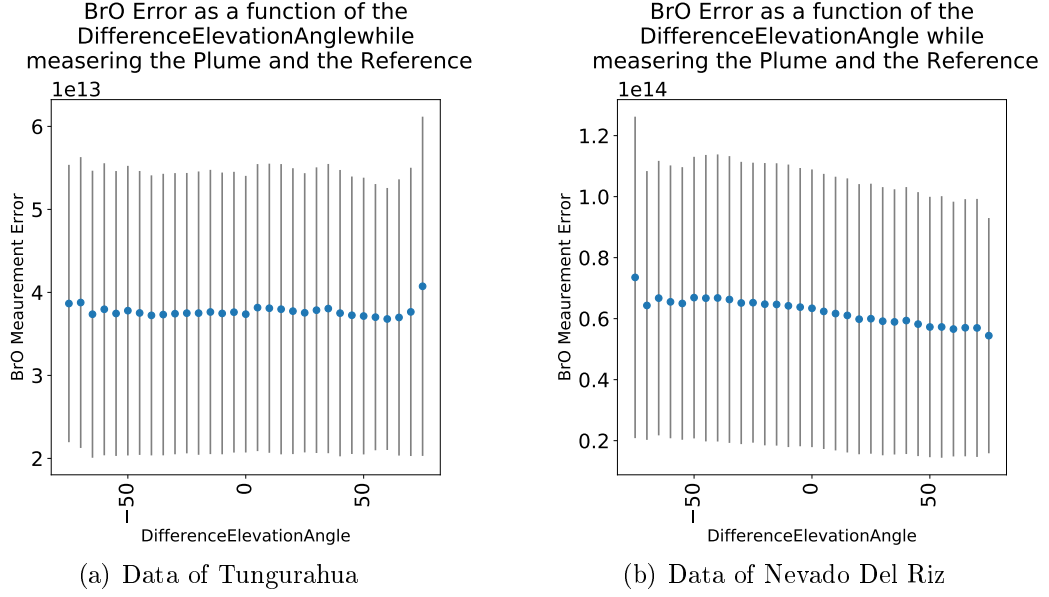 BrO Error as a function of the
DifferenceElevationAnglewhile
measering the Plume and the Reference
1e13
6
5
4
3
2
BrO Meaurement Error
−50
0
50
DifferenceElevationAngle
(a) Data of Tungurahua
BrO Error as a function of the
DifferenceElevationAngle while
measering the Plume and the Reference
1e14
1.2
1.0
0.8
0.6
0.4
0.2
BrO Meaurement Error
−50
0
50
DifferenceElevationAngle
(b) Data of Nevado Del Riz